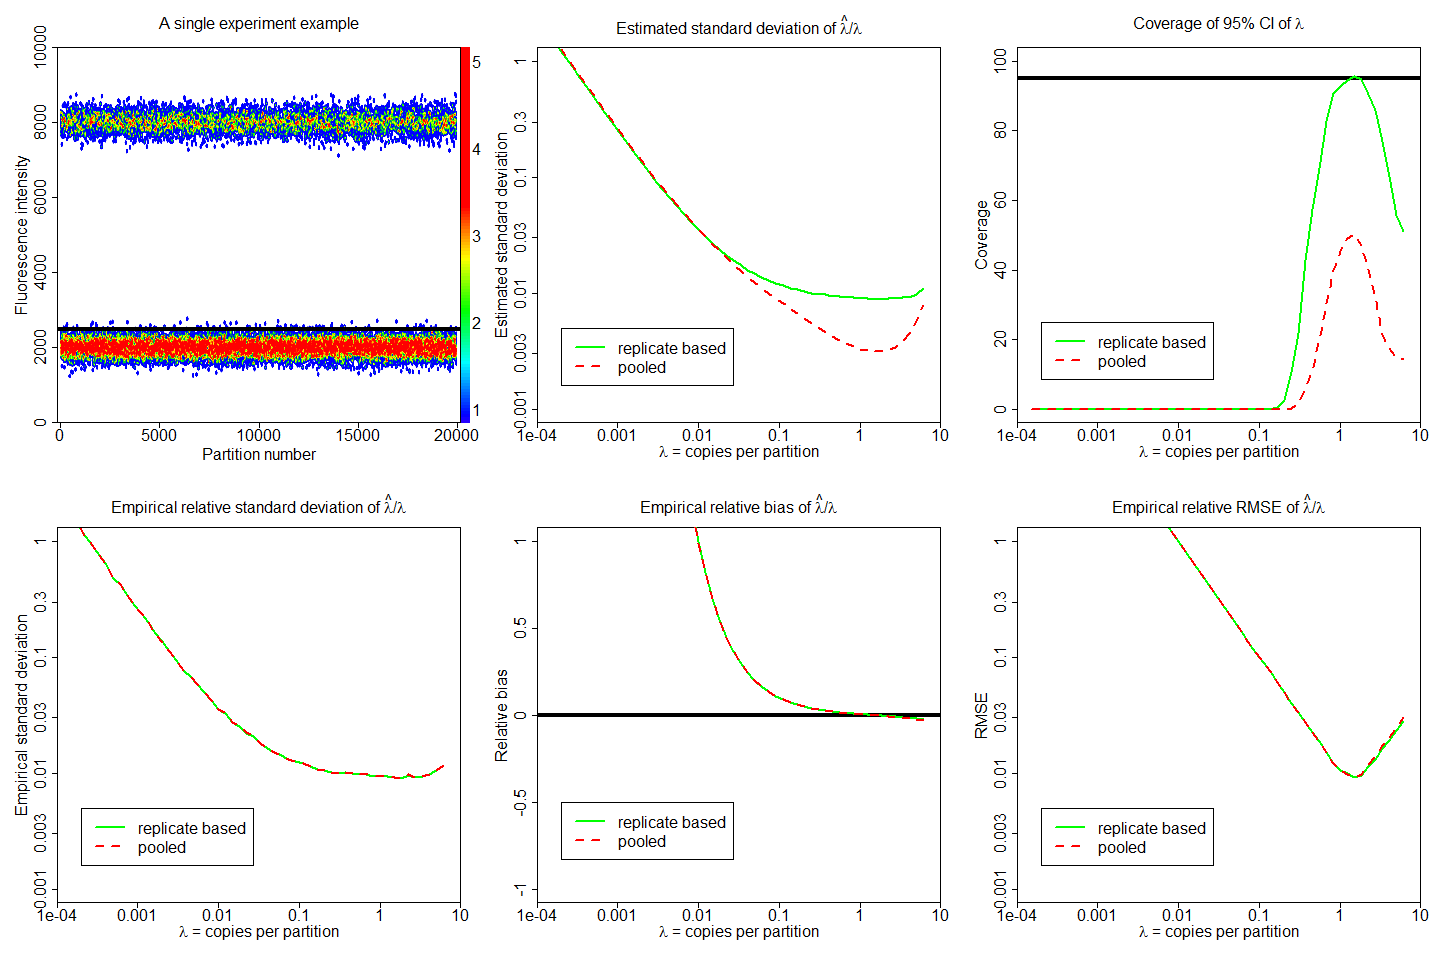 A single experiment example
Fluorescence intensity
10000
8000
6000
4000
2000
0
0 5000 10000 15000 20000
Partition number
5
4
3
2
1
Estimated standard deviation of λ̂/λ
Estimated standard deviation
1
0.3
0.1
0.03
0.01
0.003
0.001
replicate based
pooled
1e-04 0.001 0.01 0.1 1 10
λ = copies per partition
Coverage of 95% CI of λ
Coverage
100
80
60
40
20
0
replicate based
pooled
1e-04 0.001 0.01 0.1 1 10
λ = copies per partition
Empirical relative standard deviation of λ̂/λ
Empirical standard deviation
1
0.3
0.1
0.03
0.01
0.003
0.001
replicate based
pooled
1e-04 0.001 0.01 0.1 1 10
λ = copies per partition
Empirical relative bias of λ̂/λ
Relative bias
1
0.5
0
-0.5
-1
replicate based
pooled
1e-04 0.001 0.01 0.1 1 10
λ = copies per partition
Empirical relative RMSE of λ̂/λ
RMSE
1
0.3
0.1
0.03
0.01
0.003
0.001
replicate based
pooled
1e-04 0.001 0.01 0.1 1 10
λ = copies per partition